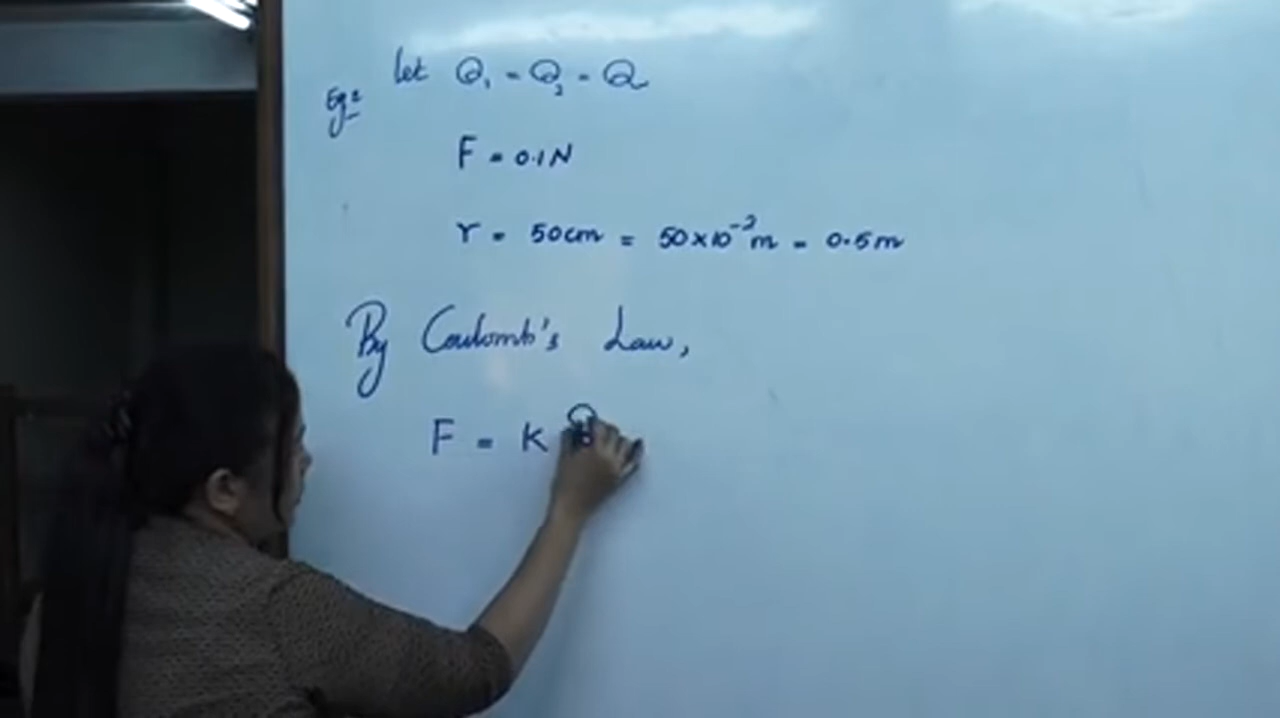 Let Q₁ = Q₂ = Q
Eg:-
F = 0.1N
r = 50cm = 50×10⁻²m = 0.5m
By Coulomb's Law,
F = K Q